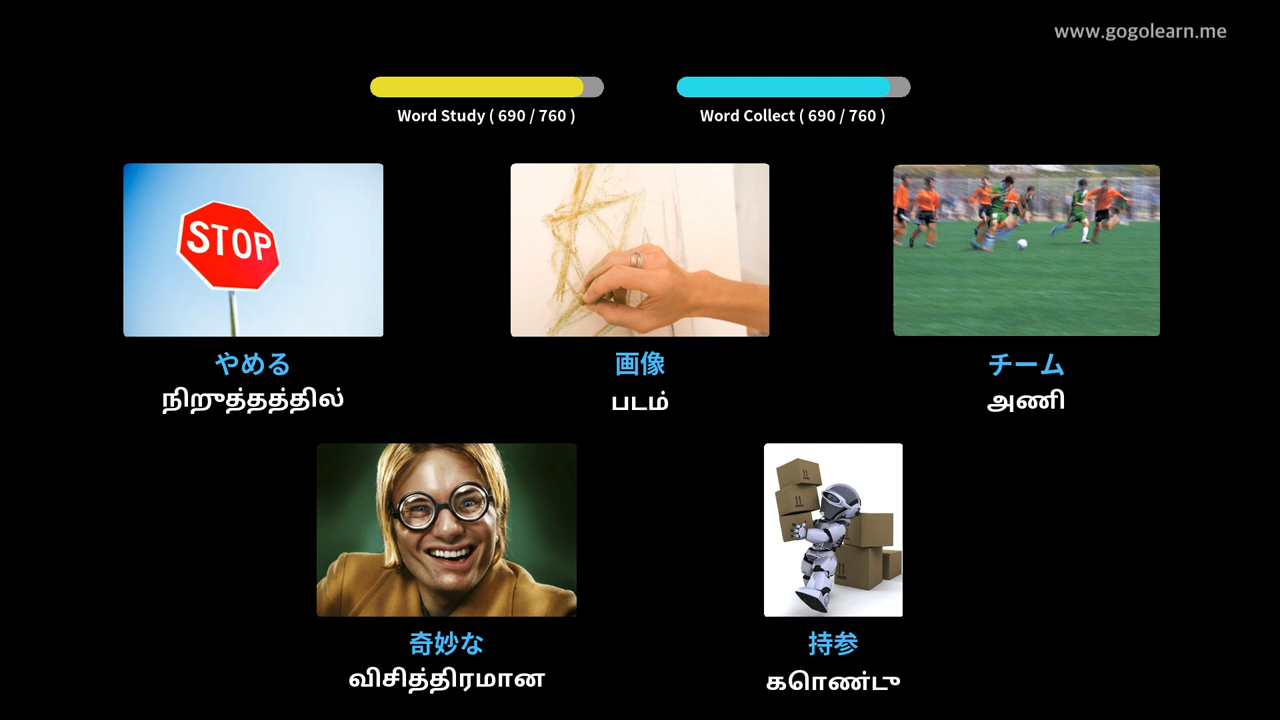 www.gogolearn.me
Word Study ( 690 / 760 )
Word Collect ( 690 / 760 )
STOP
やめる
நிறுத்தத்தில்
画像
படம்
チーム
அணி
奇妙な
விசித்திரமான
持参
கொண்டு